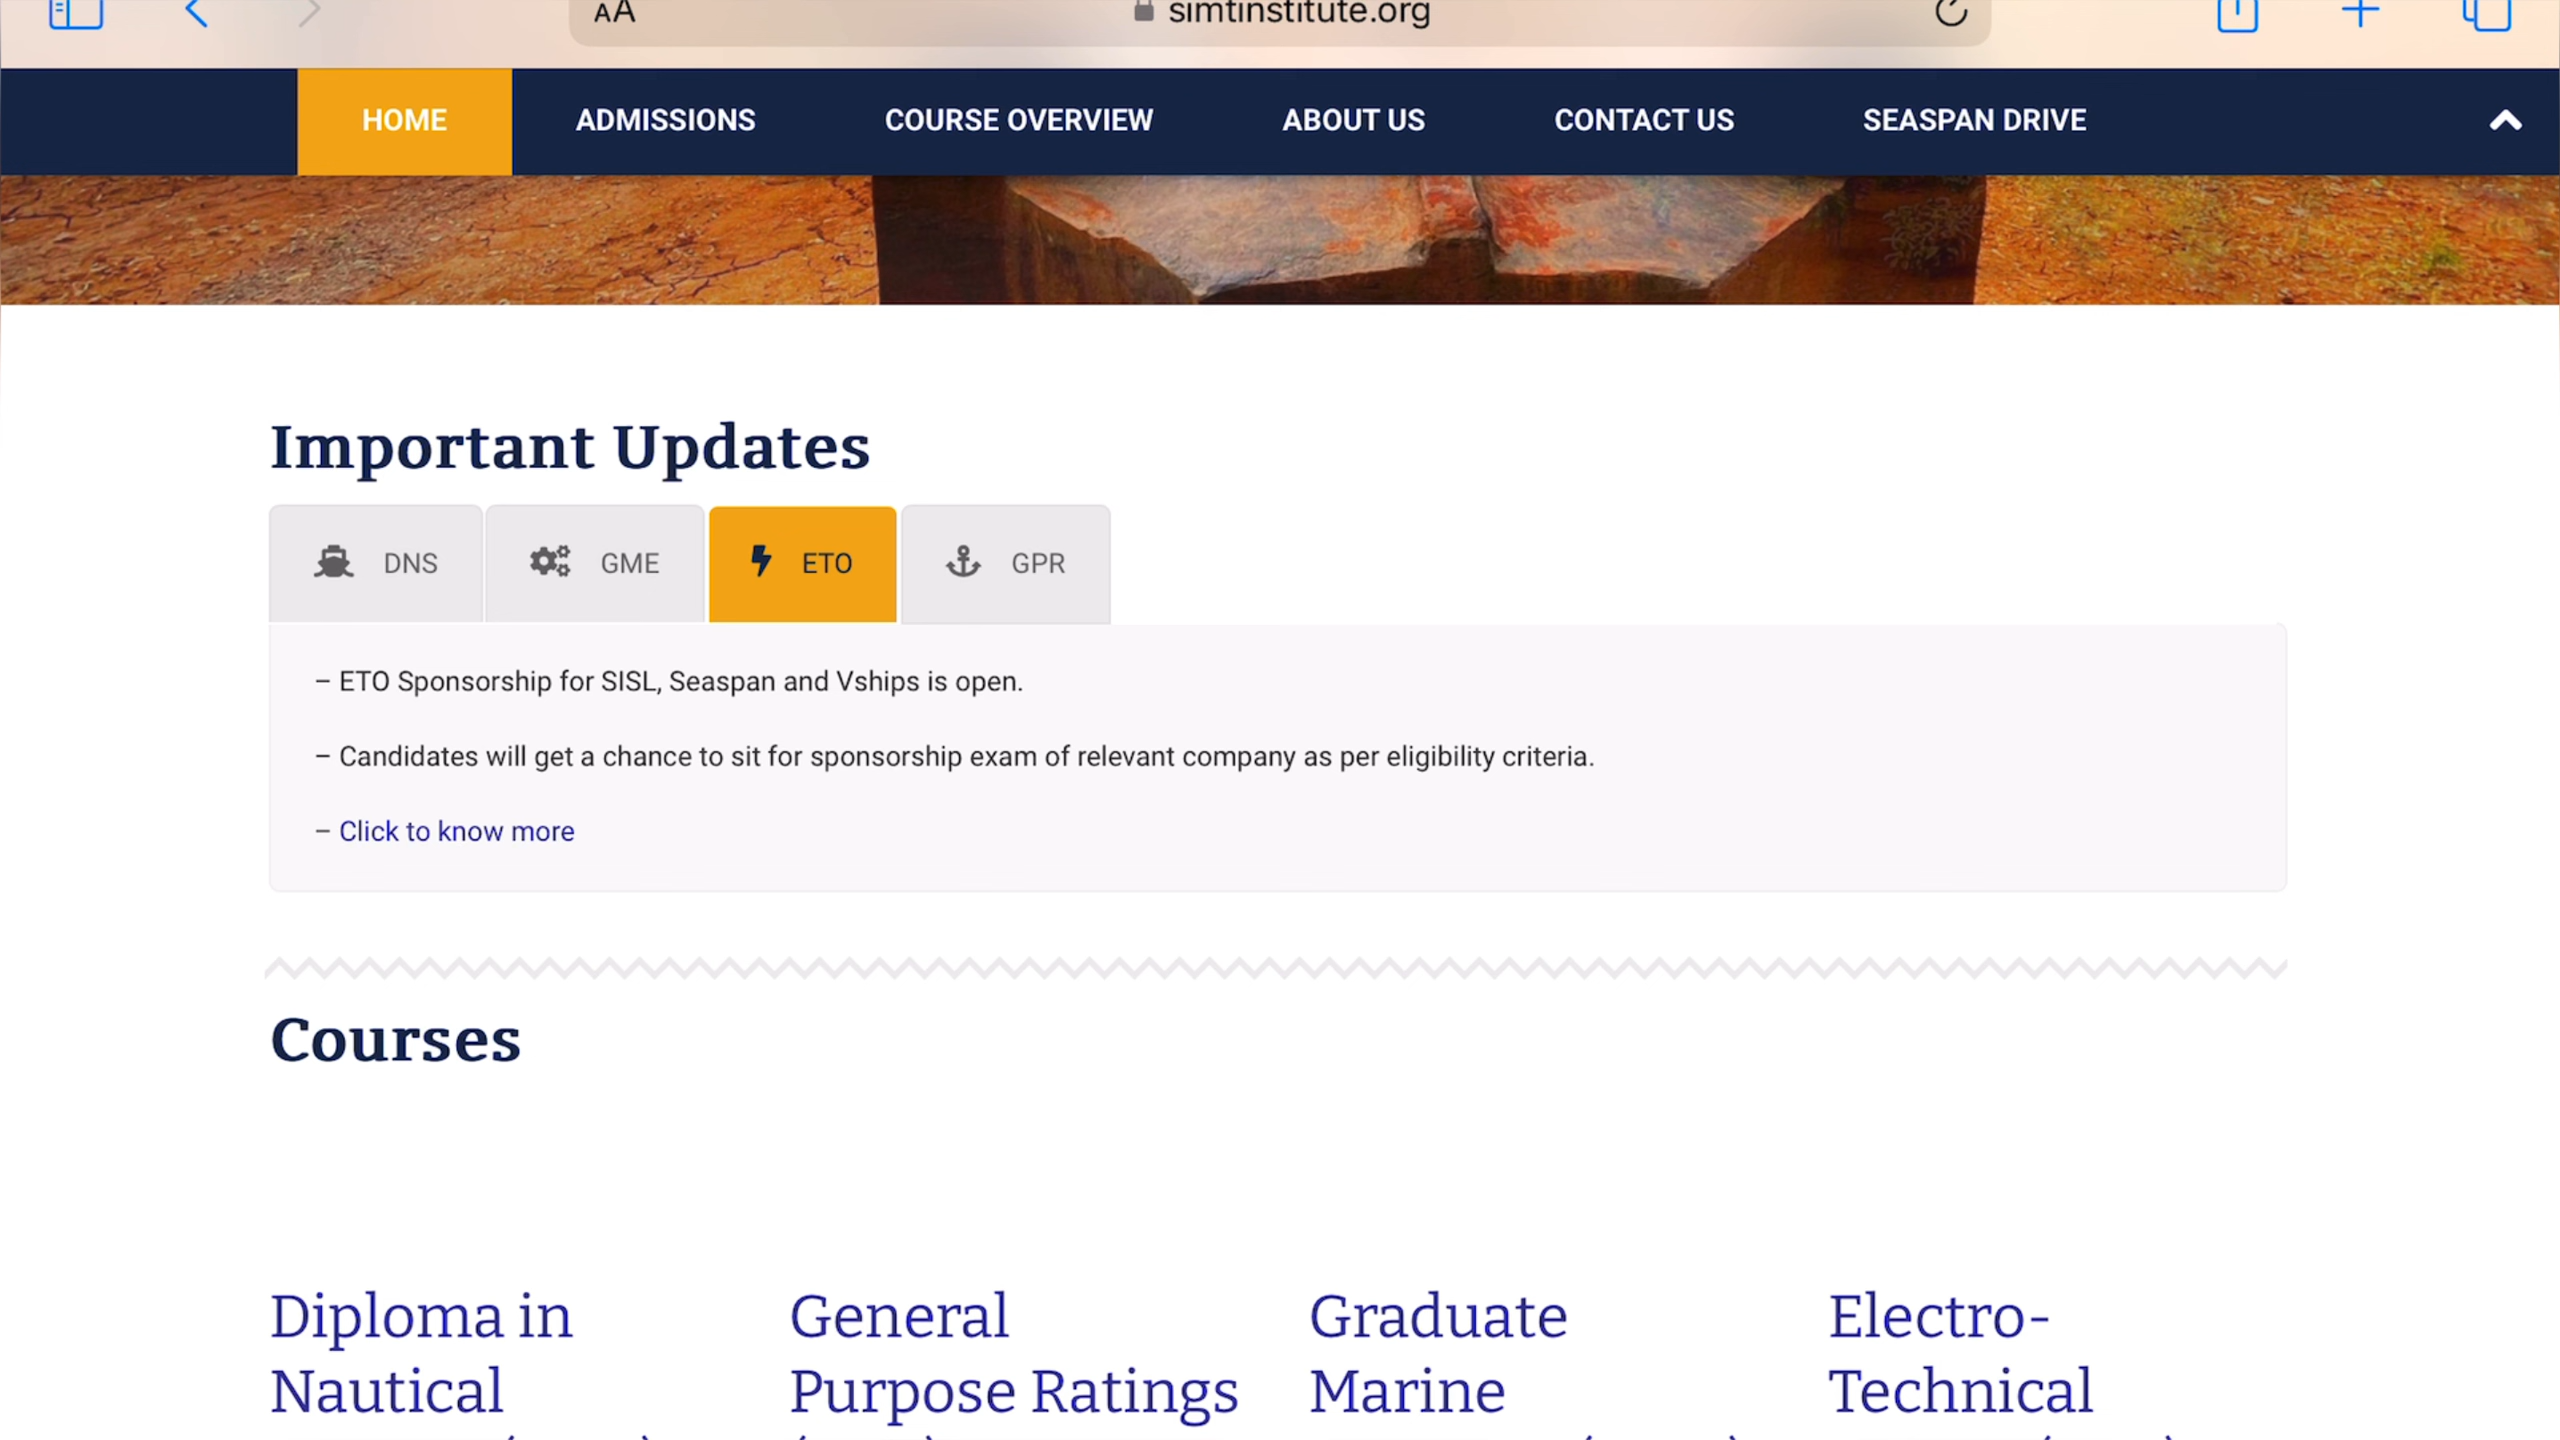 AA simtinstitute.org
HOME ADMISSIONS COURSE OVERVIEW ABOUT US CONTACT US SEASPAN DRIVE
Important Updates
DNS GME ETO GPR
– ETO Sponsorship for SISL, Seaspan and Vships is open.
– Candidates will get a chance to sit for sponsorship exam of relevant company as per eligibility criteria.
– Click to know more
Courses
Diploma in
Nautical
General
Purpose Ratings
Graduate
Marine
Electro-
Technical